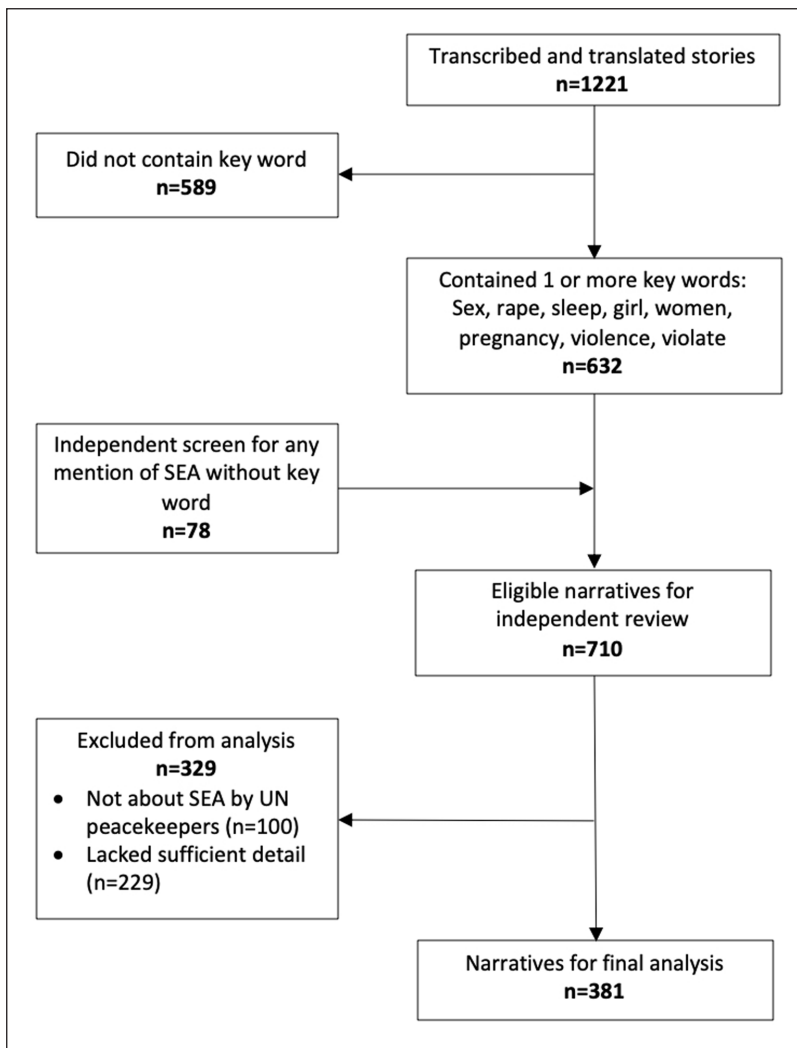 Transcribed and translated stories
n=1221
Did not contain key word
n=589
Contained 1 or more key words:
Sex, rape, sleep, girl, women,
pregnancy, violence, violate
n=632
Independent screen for any
mention of SEA without key
word
n=78
Eligible narratives for
independent review
n=710
Excluded from analysis
n=329
• Not about SEA by UN
peacekeepers (n=100)
• Lacked sufficient detail
(n=229)
Narratives for final analysis
n=381